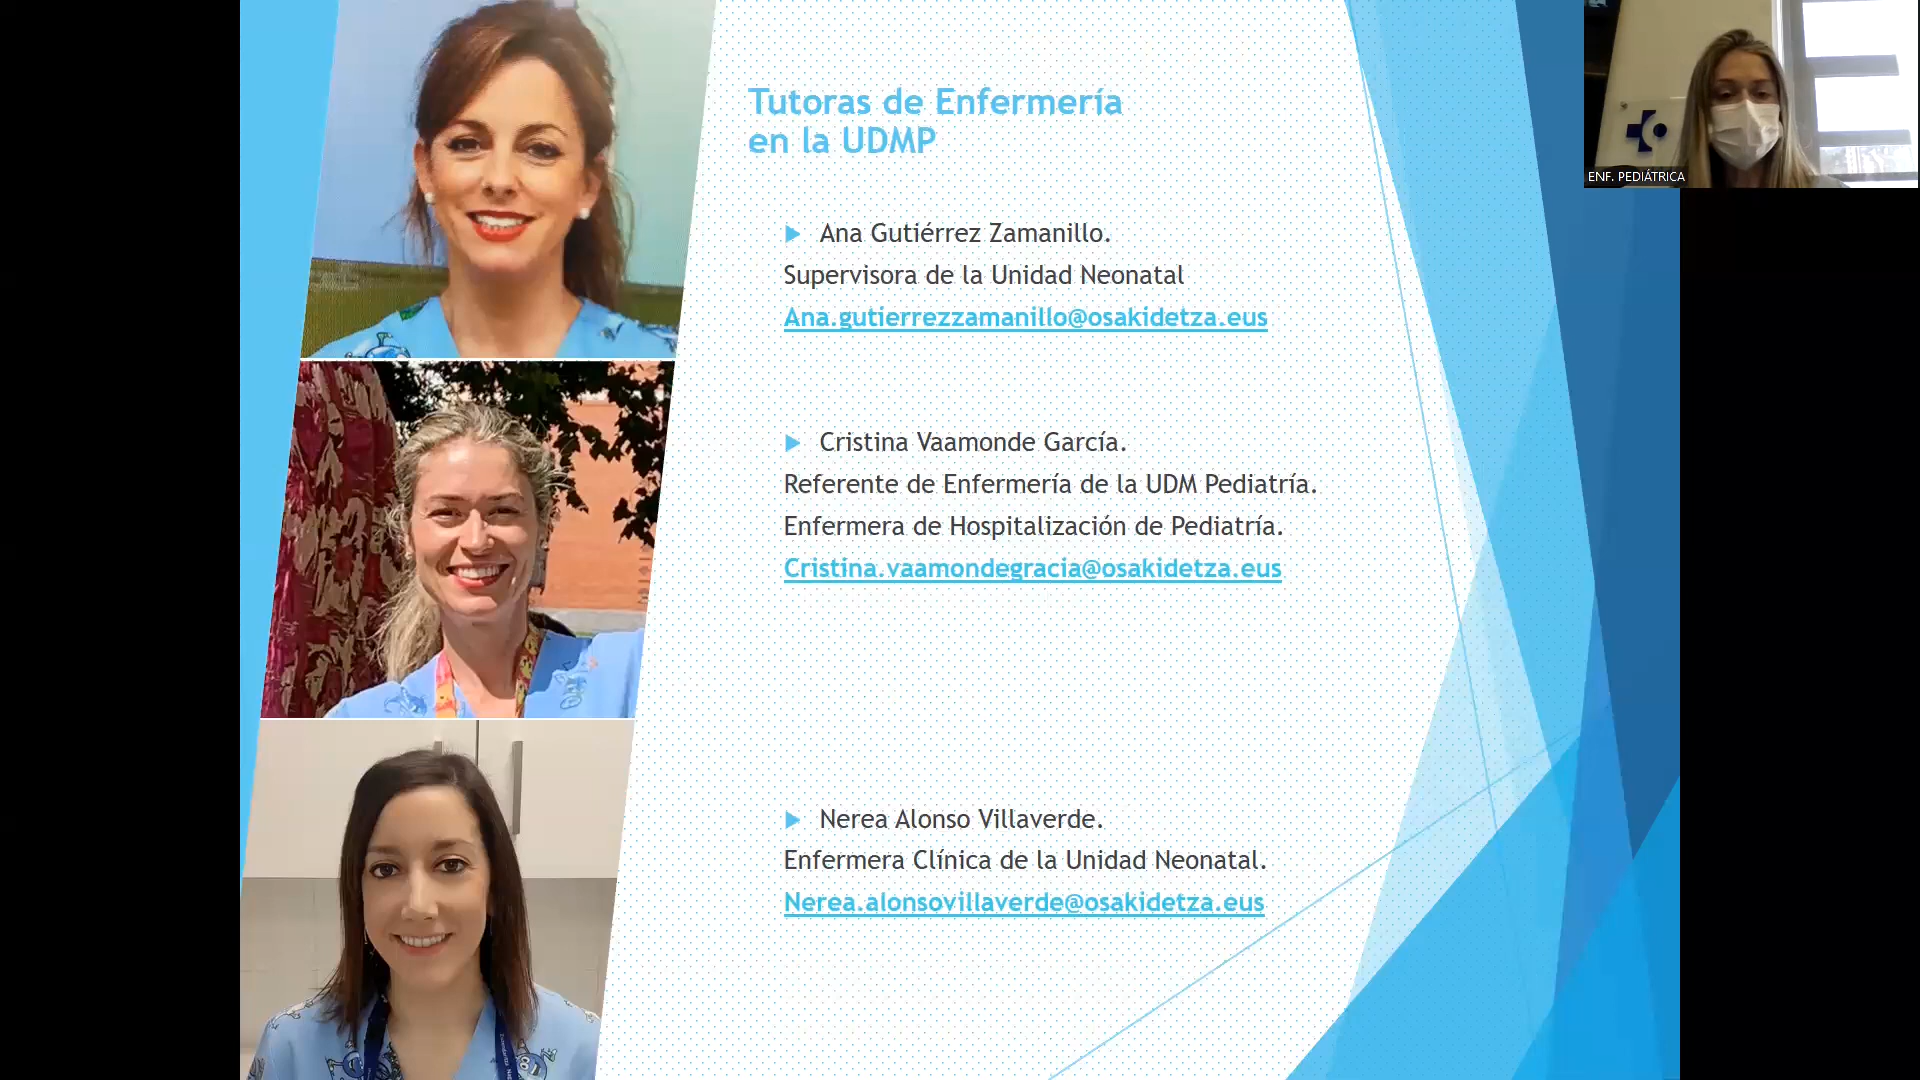 Tutoras de Enfermería
en la UDMP
Ana Gutiérrez Zamanillo.
Supervisora de la Unidad Neonatal
Ana.gutierrezzamanillo@osakidetza.eus
Cristina Vaamonde García.
Referente de Enfermería de la UDM Pediatría.
Enfermera de Hospitalización de Pediatría.
Cristina.vaamondegracia@osakidetza.eus
Nerea Alonso Villaverde.
Enfermera Clínica de la Unidad Neonatal.
Nerea.alonsovillaverde@osakidetza.eus
ENF. PEDIÁTRICA